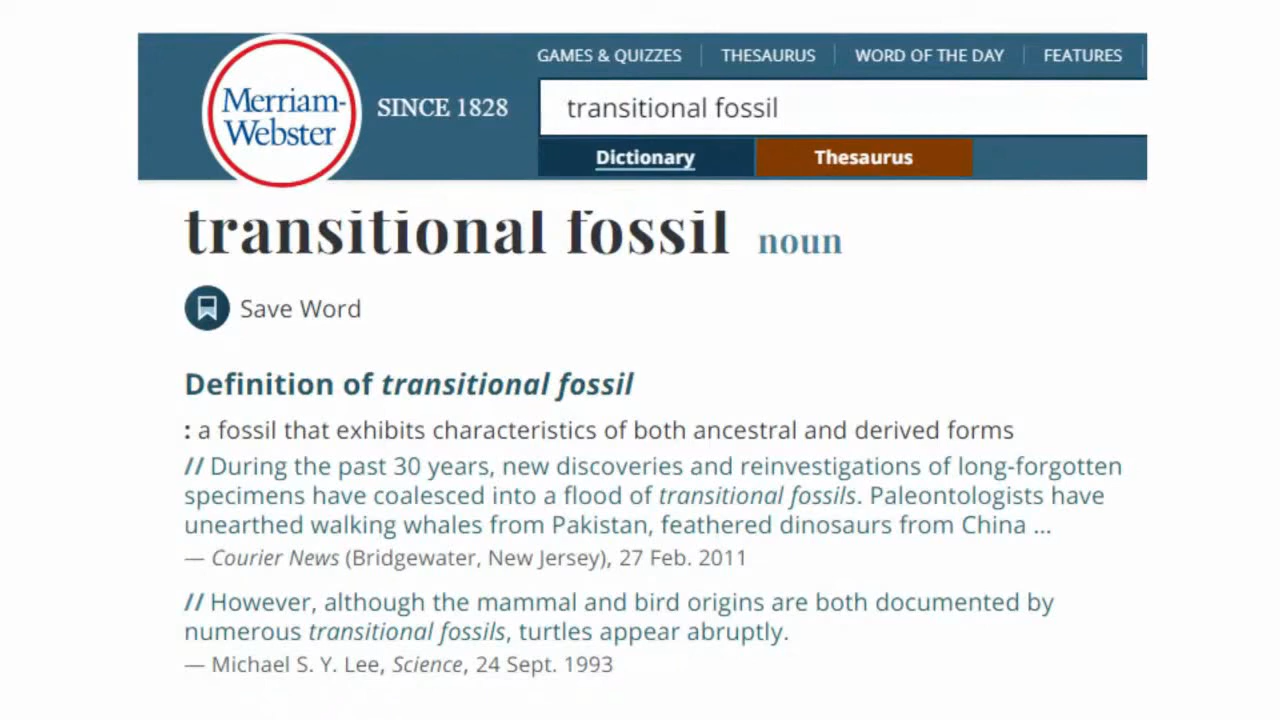 GAMES & QUIZZES THESAURUS WORD OF THE DAY FEATURES
Merriam-
Webster
SINCE 1828
transitional fossil
Dictionary Thesaurus
transitional fossil noun
Save Word
Definition of transitional fossil
: a fossil that exhibits characteristics of both ancestral and derived forms
// During the past 30 years, new discoveries and reinvestigations of long-forgotten
specimens have coalesced into a flood of transitional fossils. Paleontologists have
unearthed walking whales from Pakistan, feathered dinosaurs from China ...
— Courier News (Bridgewater, New Jersey), 27 Feb. 2011
// However, although the mammal and bird origins are both documented by
numerous transitional fossils, turtles appear abruptly.
— Michael S. Y. Lee, Science, 24 Sept. 1993